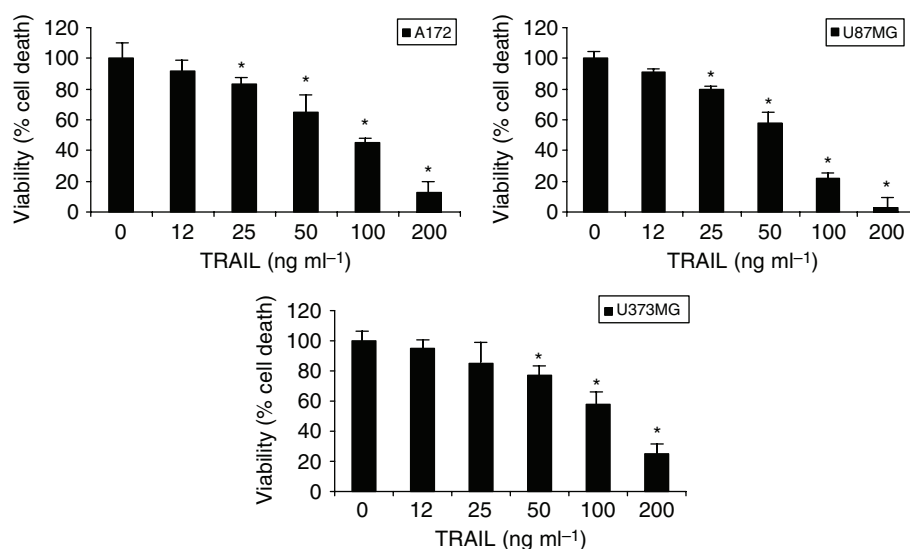 120
100
80
60
40
20
0
Viability (% cell death)
A172
* * * *
0 12 25 50 100 200
TRAIL (ng ml⁻¹)
120
100
80
60
40
20
0
Viability (% cell death)
U87MG
* * * *
0 12 25 50 100 200
TRAIL (ng ml⁻¹)
120
100
80
60
40
20
0
Viability (% cell death)
U373MG
* * *
0 12 25 50 100 200
TRAIL (ng ml⁻¹)